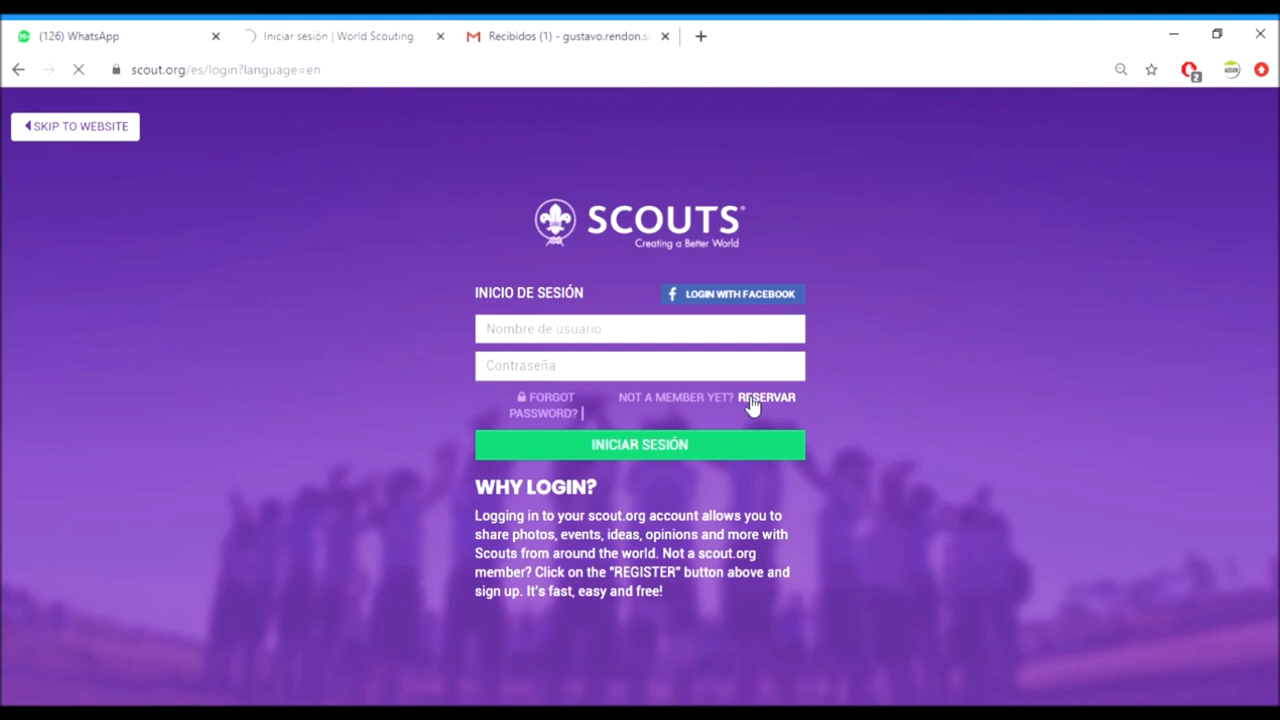 (126) WhatsApp
Iniciar sesión | World Scouting
Recibidos (1) - gustavo.rendon.s
scout.org/es/login?language=en
2
SKIP TO WEBSITE
SCOUTS®
Creating a Better World
INICIO DE SESIÓN
LOGIN WITH FACEBOOK
Nombre de usuario
Contraseña
FORGOT PASSWORD? |
NOT A MEMBER YET? RESERVAR
INICIAR SESIÓN
WHY LOGIN?
Logging in to your scout.org account allows you to
share photos, events, ideas, opinions and more with
Scouts from around the world. Not a scout.org
member? Click on the "REGISTER" button above and
sign up. It's fast, easy and free!